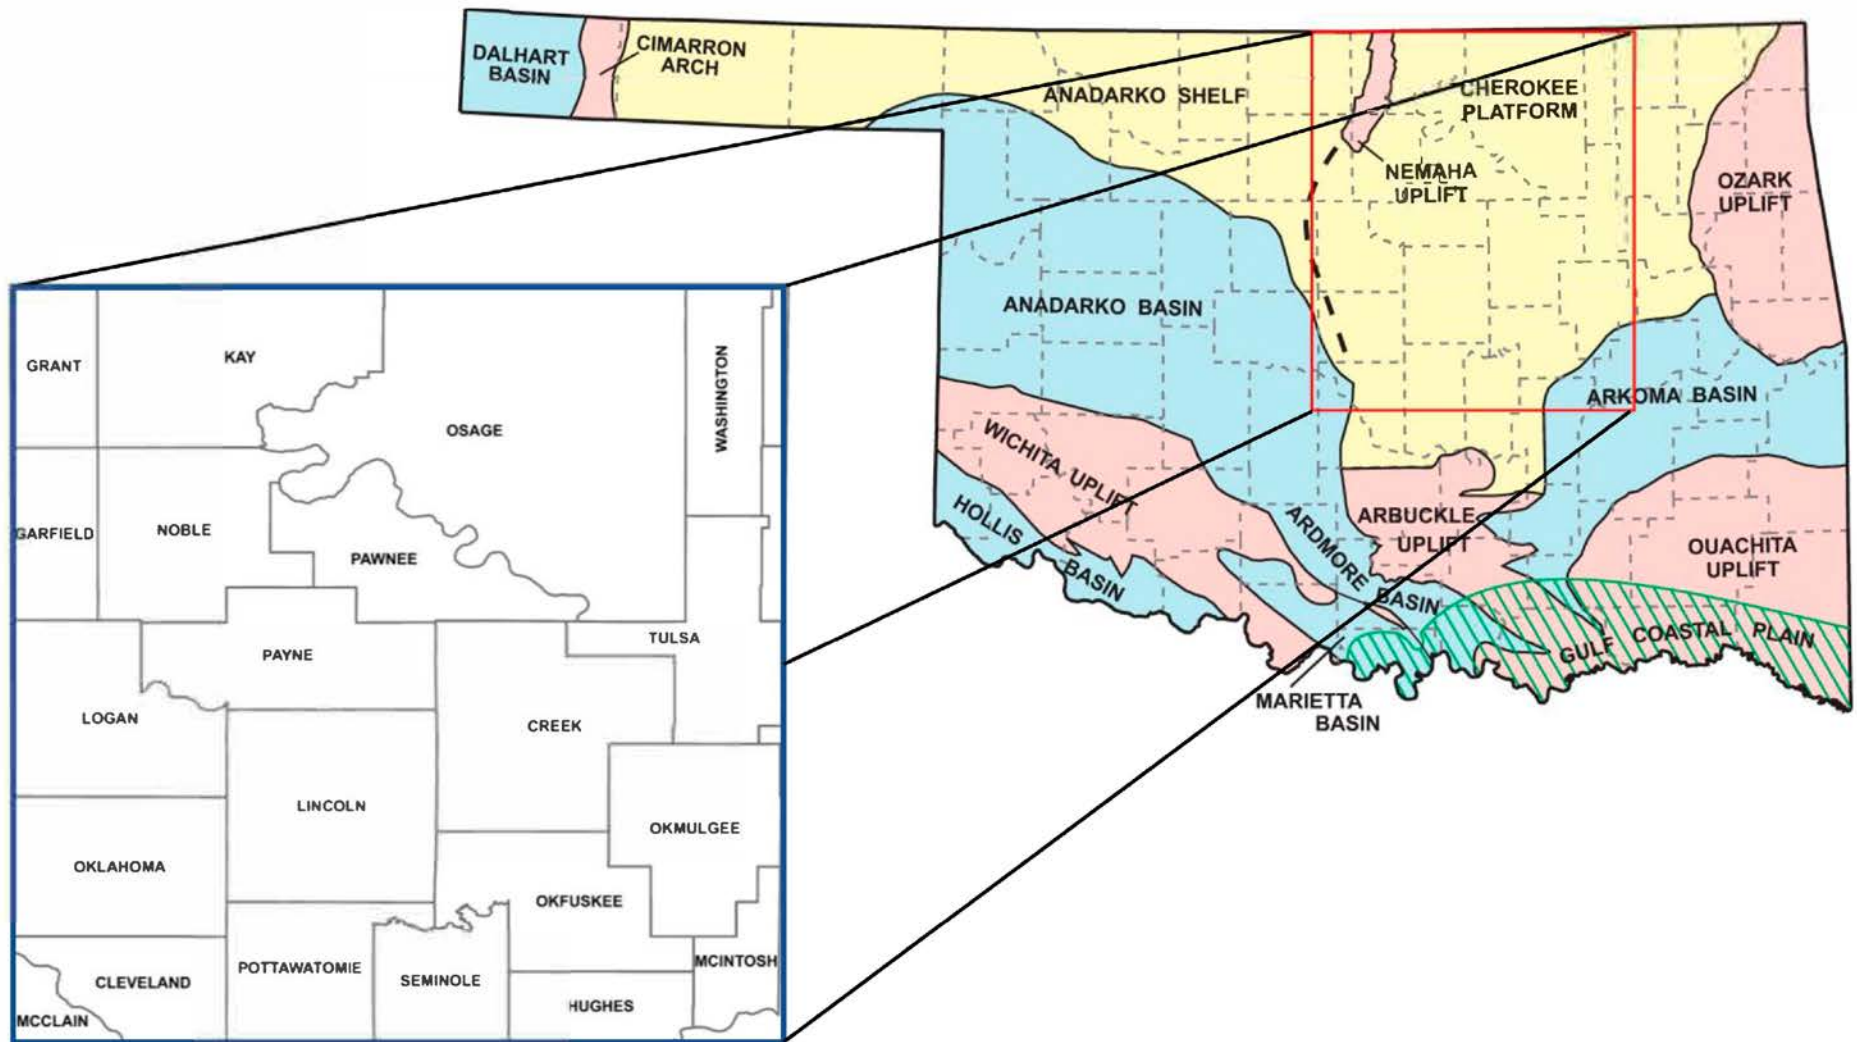 DALHART
BASIN
CIMARRON
ARCH
ANADARKO SHELF
CHEROKEE
PLATFORM
NEMAHA
UPLIFT
OZARK
UPLIFT
ANADARKO BASIN
ARKOMA BASIN
WICHITA UPLIFT
HOLLIS
BASIN
ARDMORE
BASIN
ARBUCKLE
UPLIFT
OUACHITA
UPLIFT
GULF COASTAL PLAIN
MARIETTA
BASIN
GRANT
KAY
OSAGE
WASHINGTON
GARFIELD
NOBLE
PAWNEE
PAYNE
TULSA
LOGAN
CREEK
LINCOLN
OKMULGEE
OKLAHOMA
OKFUSKEE
POTTAWATOMIE
SEMINOLE
MCINTOSH
CLEVELAND
HUGHES
MCCLAIN